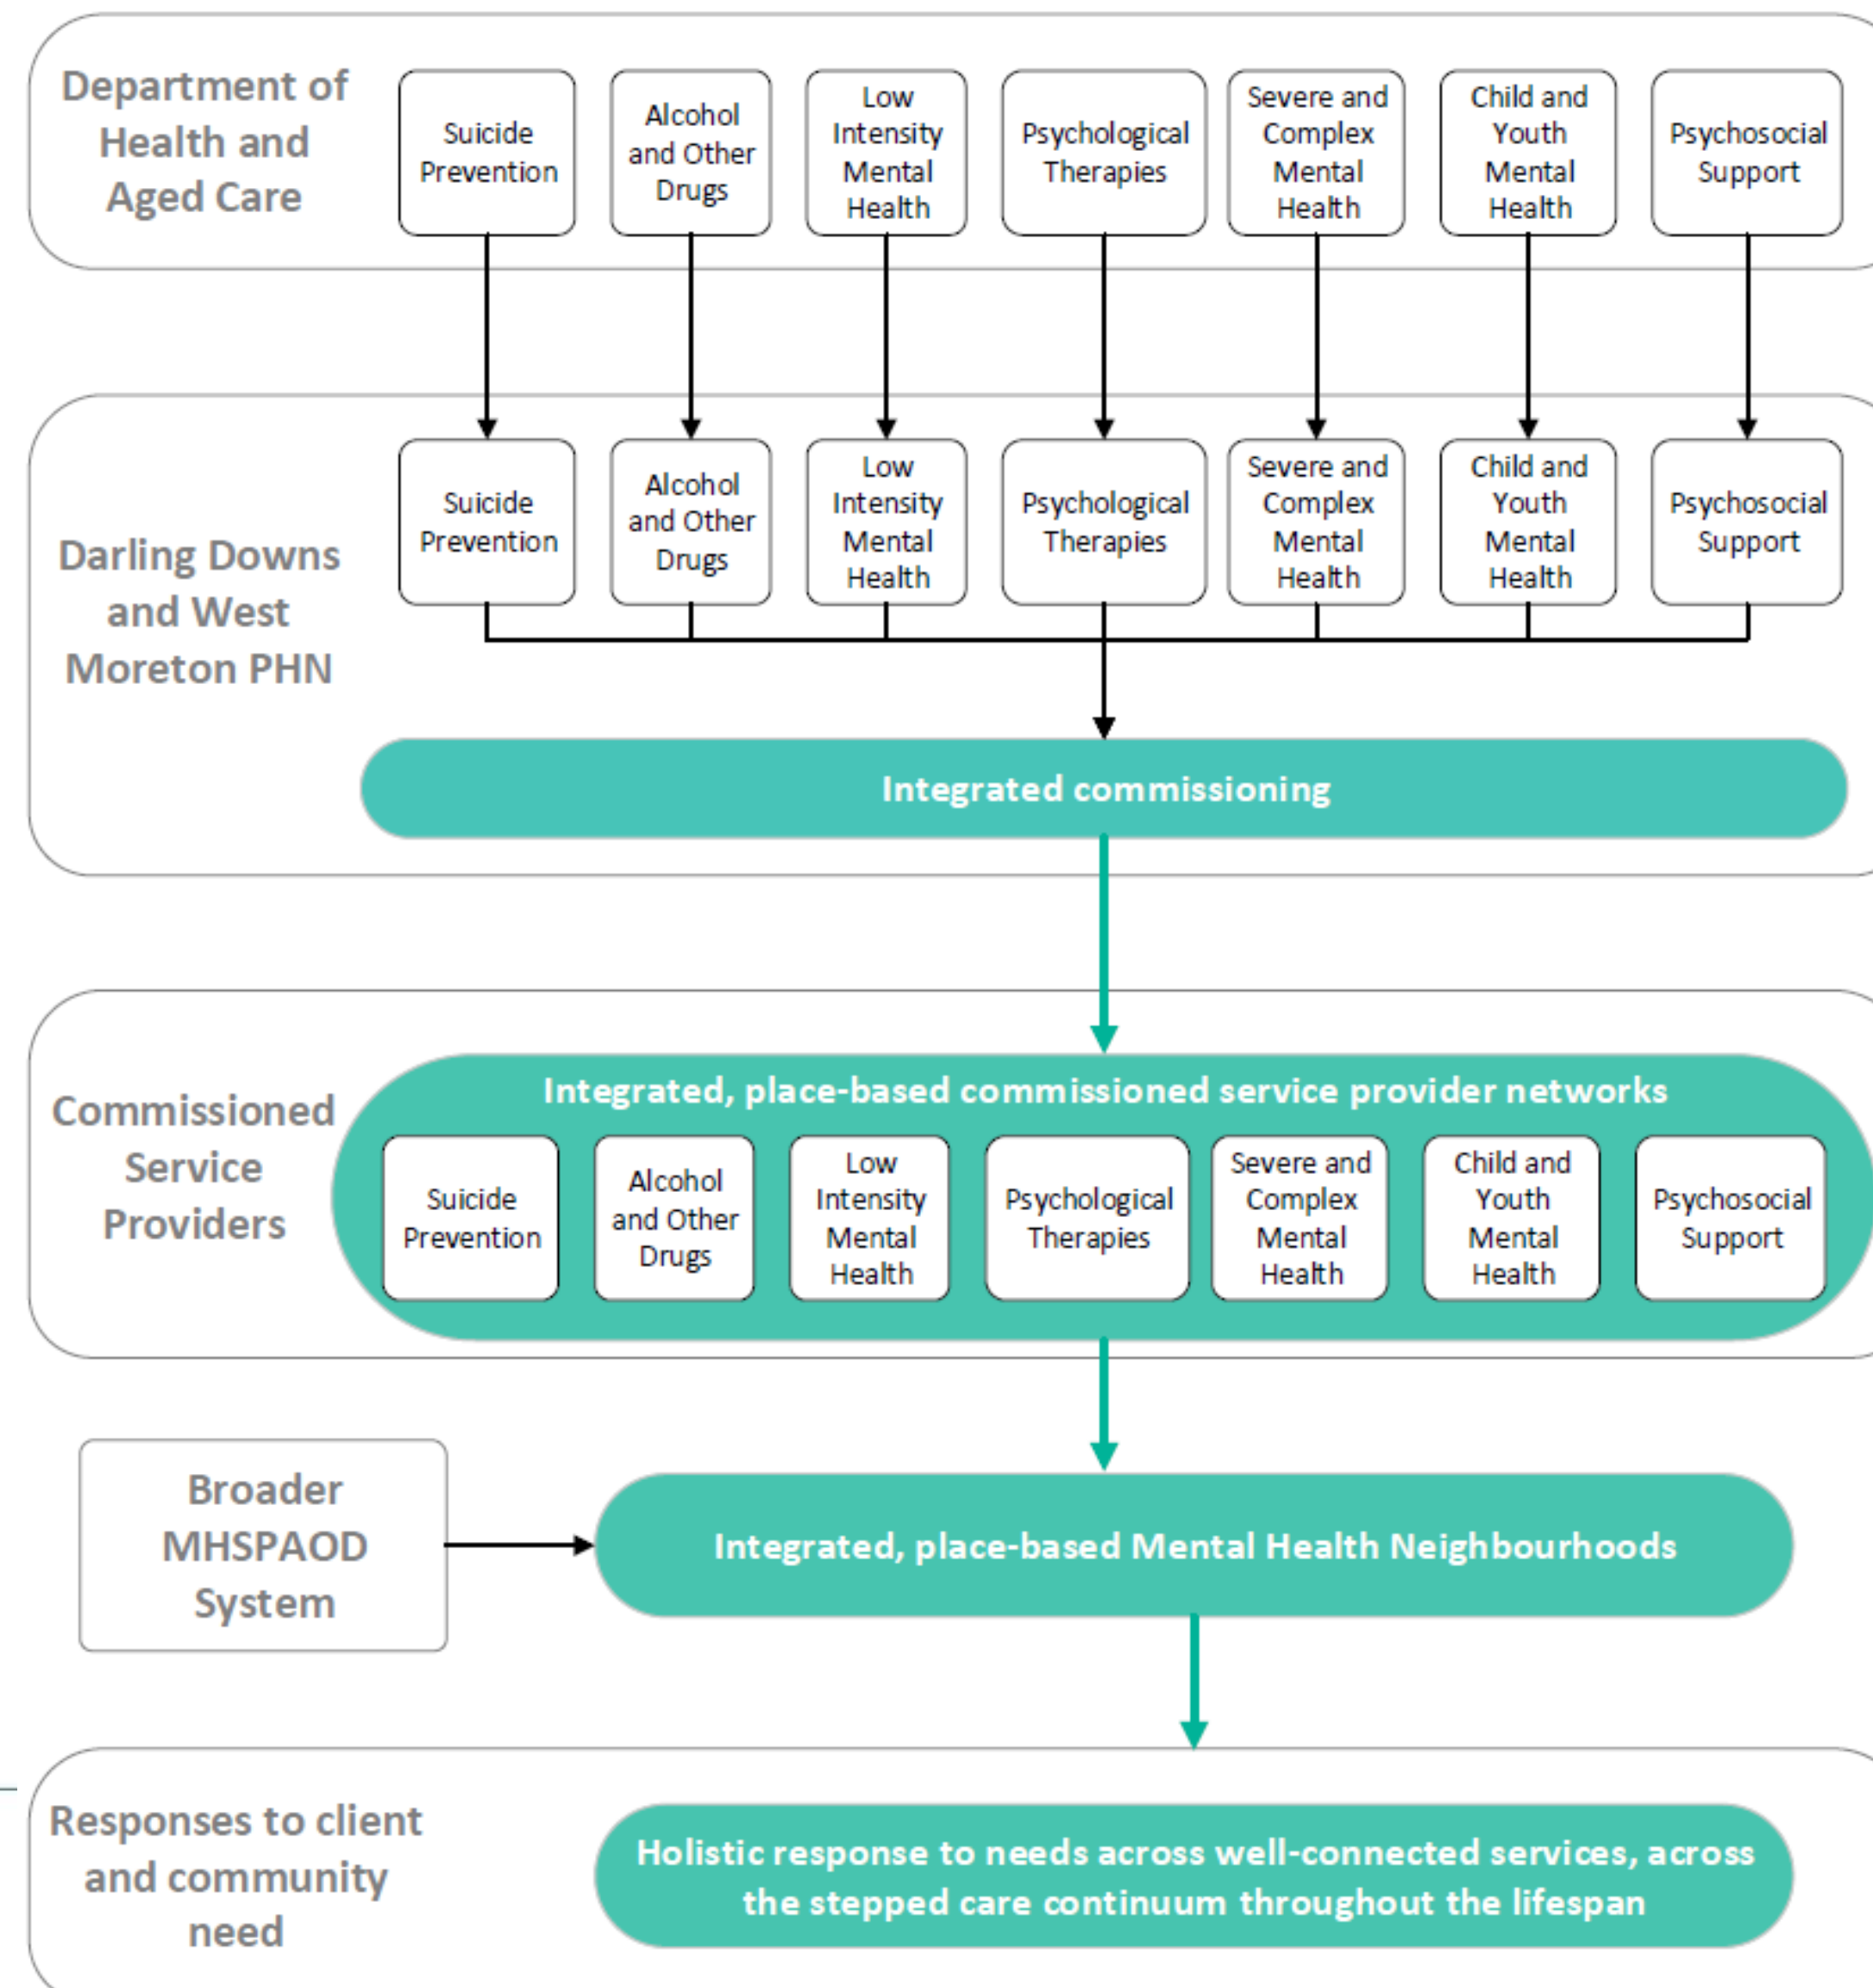 Department of
Health and
Aged Care
Suicide
Prevention
Alcohol
and Other
Drugs
Low
Intensity
Mental
Health
Psychological
Therapies
Severe and
Complex
Mental
Health
Child and
Youth
Mental
Health
Psychosocial
Support
Darling Downs
and West
Moreton PHN
Suicide
Prevention
Alcohol
and Other
Drugs
Low
Intensity
Mental
Health
Psychological
Therapies
Severe and
Complex
Mental
Health
Child and
Youth
Mental
Health
Psychosocial
Support
Integrated commissioning
Commissioned
Service
Providers
Integrated, place-based commissioned service provider networks
Suicide
Prevention
Alcohol
and Other
Drugs
Low
Intensity
Mental
Health
Psychological
Therapies
Severe and
Complex
Mental
Health
Child and
Youth
Mental
Health
Psychosocial
Support
Broader
MHSPAOD
System
Integrated, place-based Mental Health Neighbourhoods
Responses to client
and community
need
Holistic response to needs across well-connected services, across
the stepped care continuum throughout the lifespan